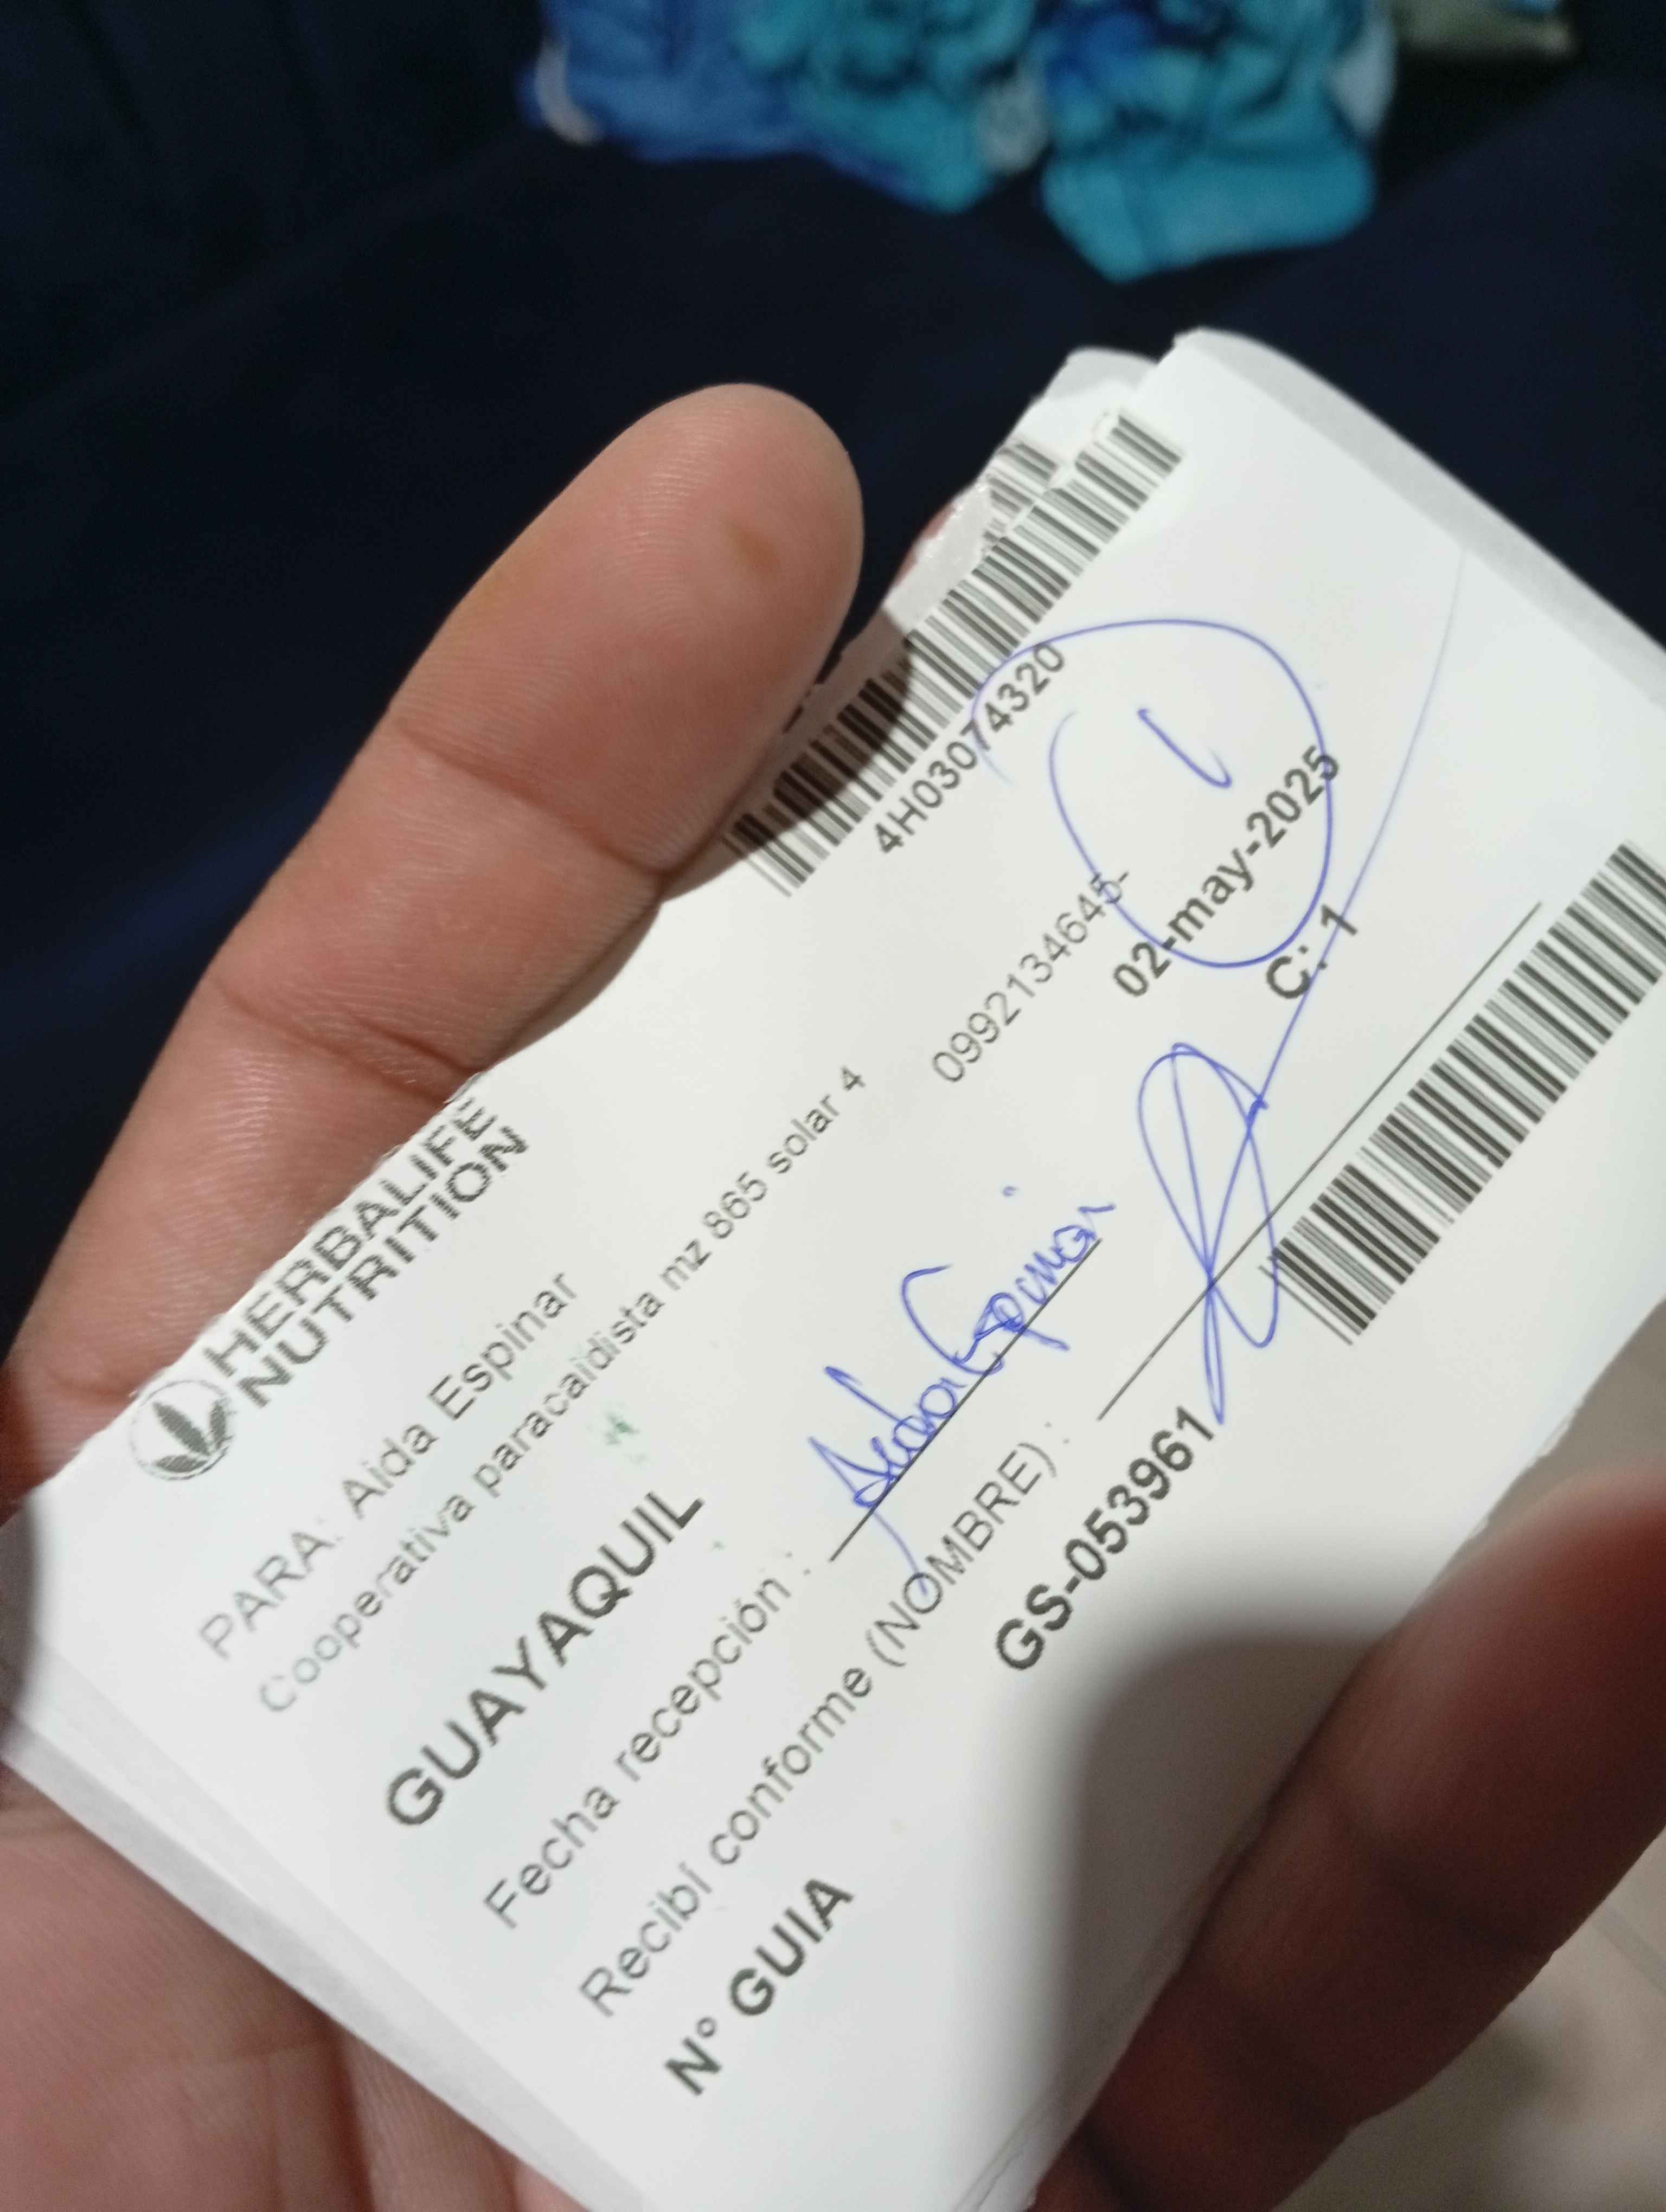 HERBALIFE
NUTRITION
4H03074320
PARA: Aida Espinar
Cooperativa paracaidista mz 865 solar 4
0992134645-
GUAYAQUIL
02-may-2025
1
Fecha recepción :
C: 1
Recibí conforme (NOMBRE) :
N° GUIA
GS-053961